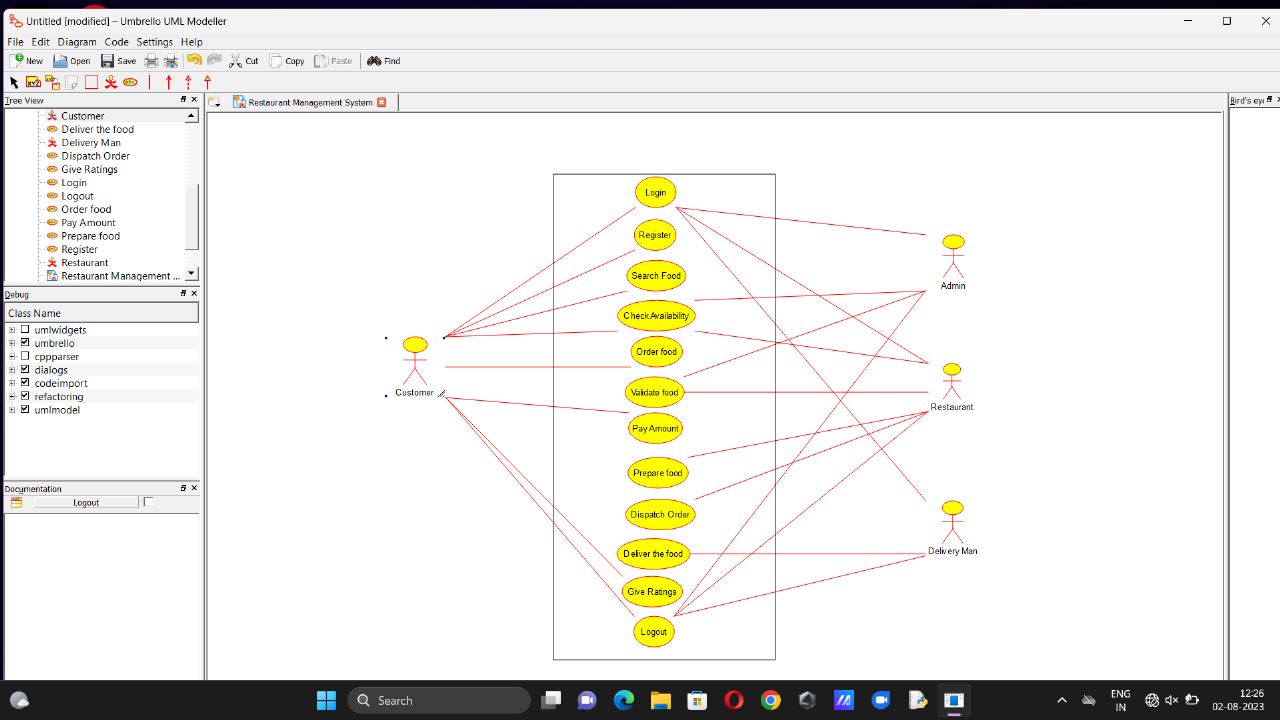 Untitled [modified] – Umbrello UML Modeller
File Edit Diagram Code Settings Help
New Open Save Cut Copy Paste Find
Tree View
Customer
Deliver the food
Delivery Man
Dispatch Order
Give Ratings
Login
Logout
Order food
Pay Amount
Prepare food
Register
Restaurant
Restaurant Management ...
Debug
Class Name
umlwidgets
umbrello
cppparser
dialogs
codeimport
refactoring
umlmodel
Documentation
Logout
Restaurant Management System
Bird's ey
Login
Register
Search Food
Check Availability
Order food
Validate food
Pay Amount
Prepare food
Dispatch Order
Deliver the food
Give Ratings
Logout
Customer
Admin
Restaurant
Delivery Man
Search
ENG
IN
12:26
02-08-2023